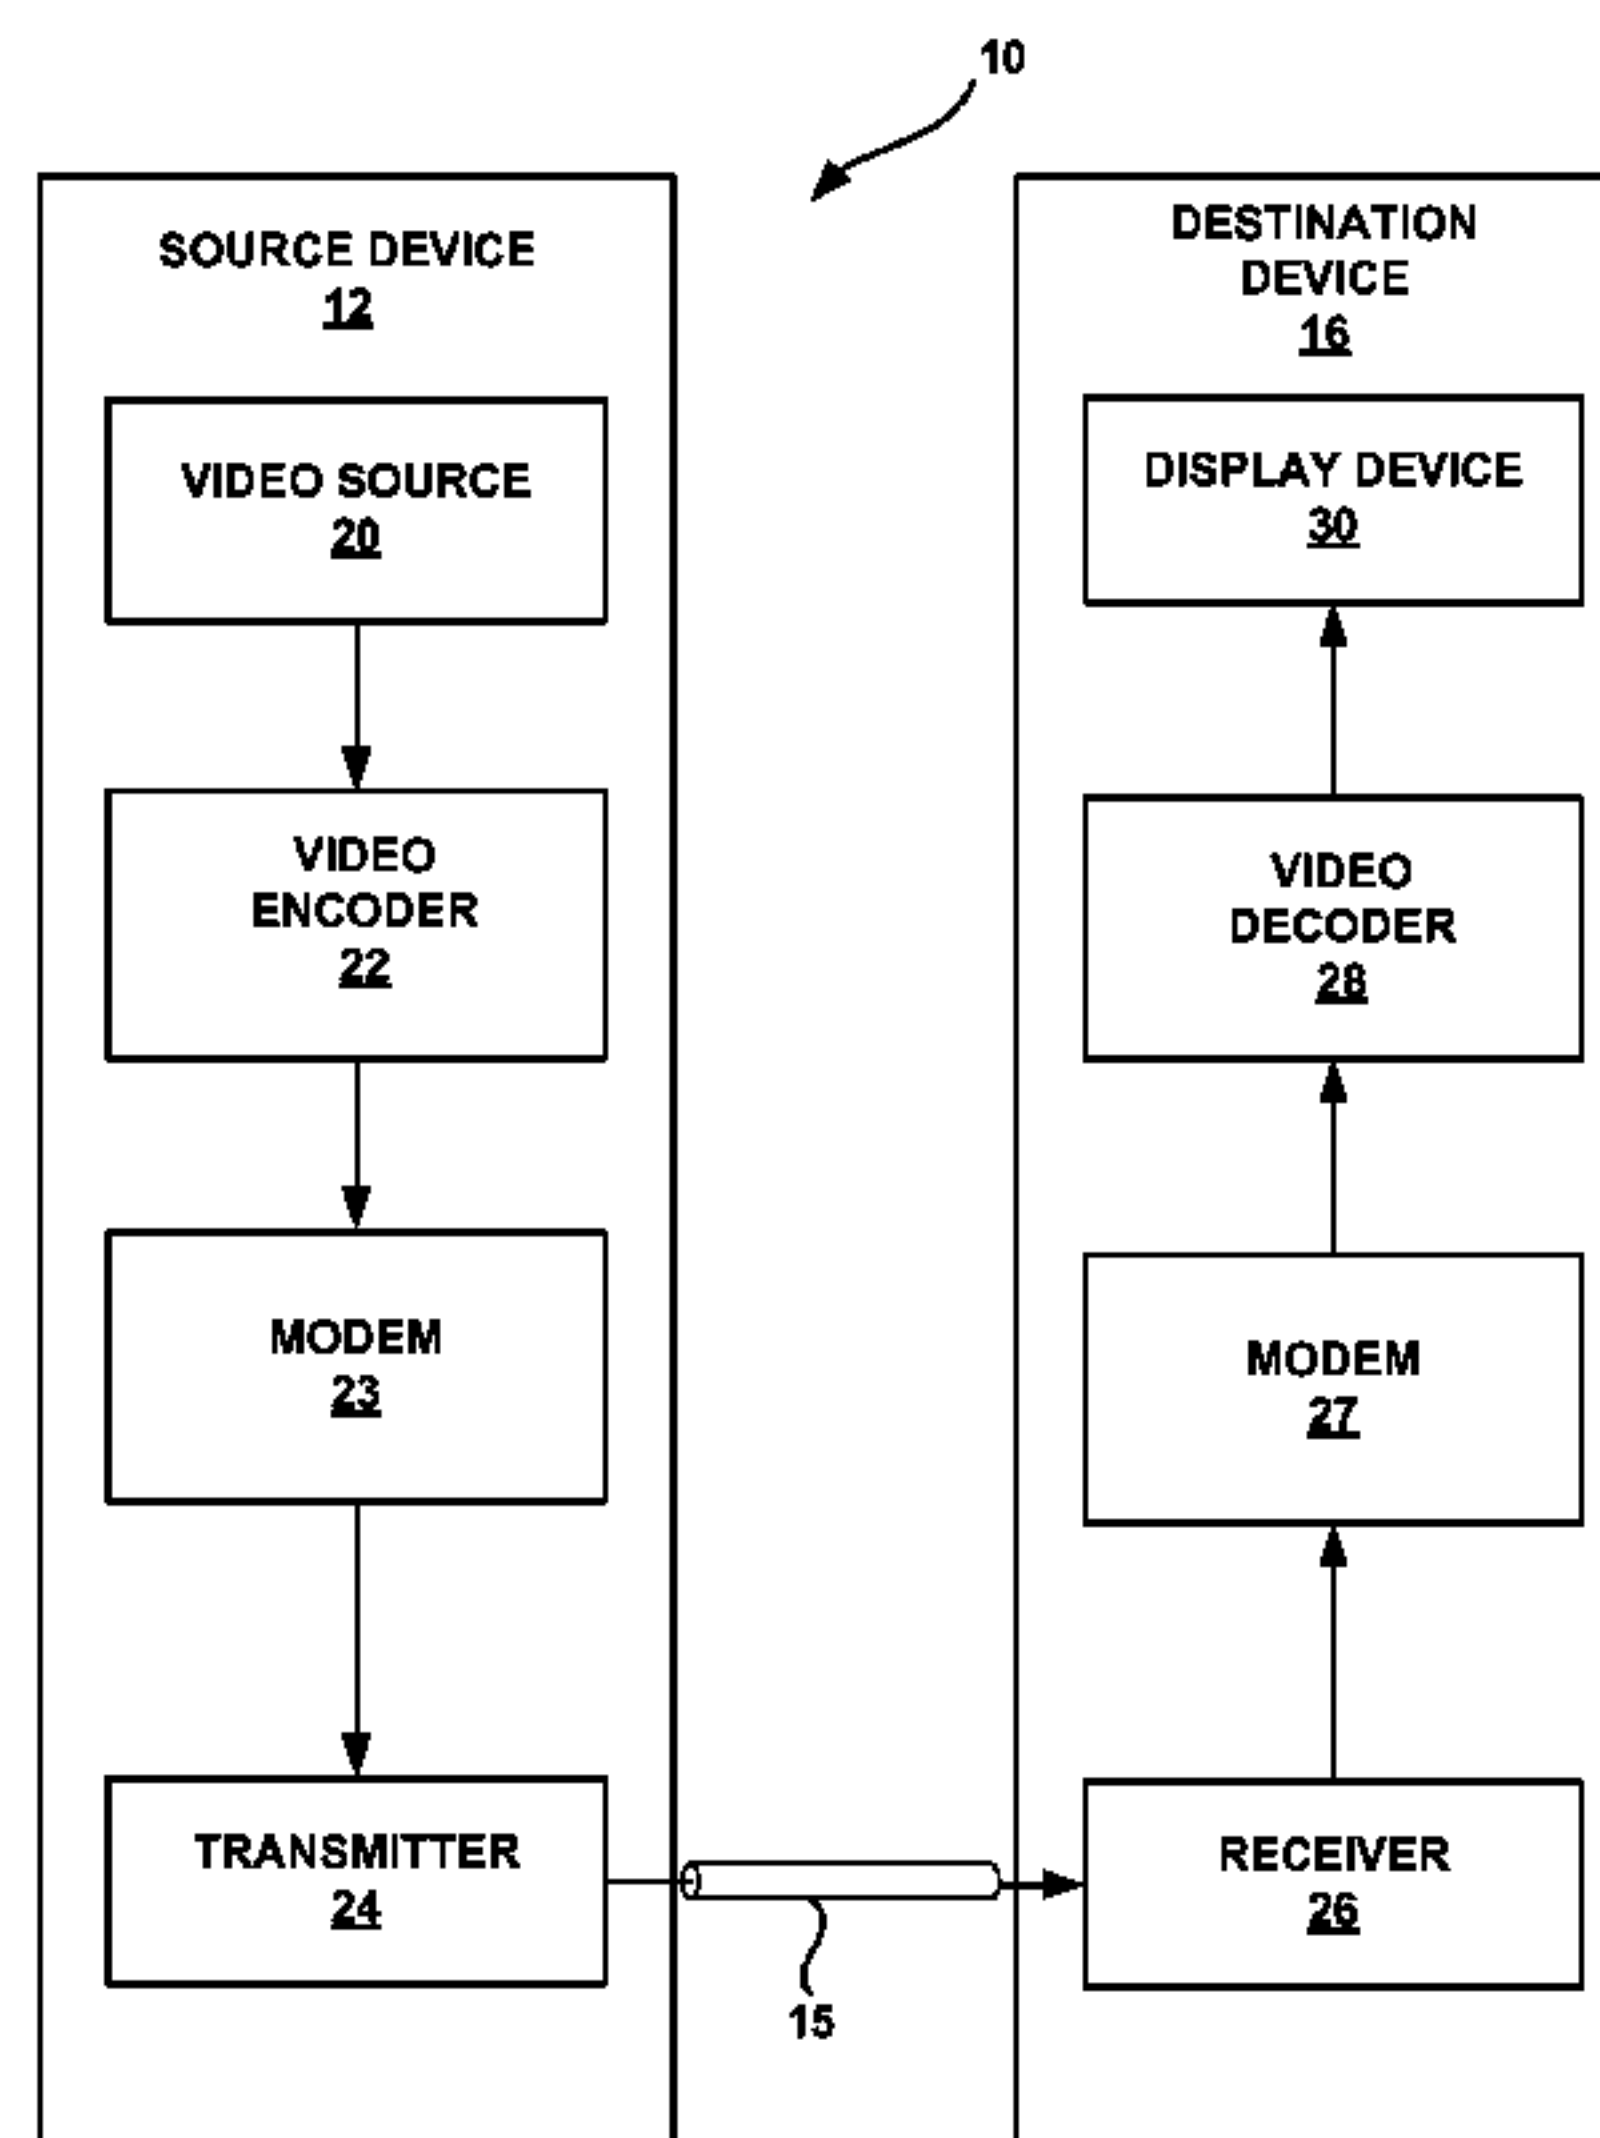 10
SOURCE DEVICE
12
VIDEO SOURCE
20
VIDEO
ENCODER
22
MODEM
23
TRANSMITTER
24
15
DESTINATION
DEVICE
16
DISPLAY DEVICE
30
VIDEO
DECODER
28
MODEM
27
RECEIVER
26